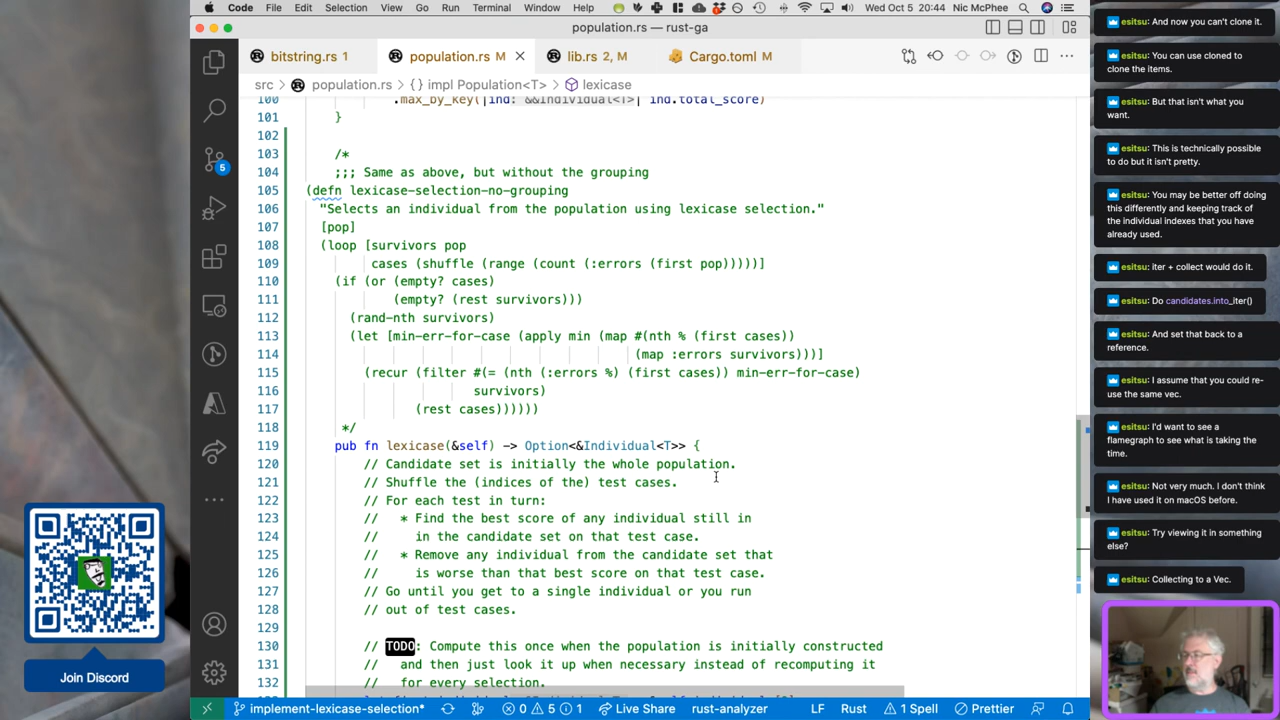 Code File Edit Selection View Go Run Terminal Window Help Wed Oct 5 20:44 Nic McPhee
population.rs — rust-ga
bitstring.rs 1 population.rs M lib.rs 2, M Cargo.toml M
src > population.rs > {} impl Population<T> > lexicase
100 .max_by_key(|ind: &&Individual<T>| ind.total_score)
101 }
102
103 /*
104 ;;; Same as above, but without the grouping
105 (defn lexicase-selection-no-grouping
106 "Selects an individual from the population using lexicase selection."
107 [pop]
108 (loop [survivors pop
109 cases (shuffle (range (count (:errors (first pop)))))]
110 (if (or (empty? cases)
111 (empty? (rest survivors)))
112 (rand-nth survivors)
113 (let [min-err-for-case (apply min (map #(nth % (first cases))
114 (map :errors survivors)))]
115 (recur (filter #(= (nth (:errors %) (first cases)) min-err-for-case)
116 survivors)
117 (rest cases))))))
118 */
119 pub fn lexicase(&self) -> Option<&Individual<T>> {
120 // Candidate set is initially the whole population.
121 // Shuffle the (indices of the) test cases.
122 // For each test in turn:
123 // * Find the best score of any individual still in
124 // in the candidate set on that test case.
125 // * Remove any individual from the candidate set that
126 // is worse than that best score on that test case.
127 // Go until you get to a single individual or you run
128 // out of test cases.
129
130 // TODO: Compute this once when the population is initially constructed
131 // and then just look it up when necessary instead of recomputing it
132 // for every selection.
5
implement-lexicase-selection* 0 5 1 Live Share rust-analyzer LF Rust 1 Spell Prettier
Join Discord
esitsu: And now you can't clone it.
esitsu: You can use cloned to
clone the items.
esitsu: But that isn't what you
want.
esitsu: This is technically possible
to do but it isn't pretty.
esitsu: You may be better off doing
this differently and keeping track of
the individual indexes that you have
already used.
esitsu: iter + collect would do it.
esitsu: Do candidates.into_iter()
esitsu: And set that back to a
reference.
esitsu: I assume that you could re-
use the same vec.
esitsu: I'd want to see a
flamegraph to see what is taking the
time.
esitsu: Not very much. I don't think
I have used it on macOS before.
esitsu: Try viewing it in something
else?
esitsu: Collecting to a Vec.